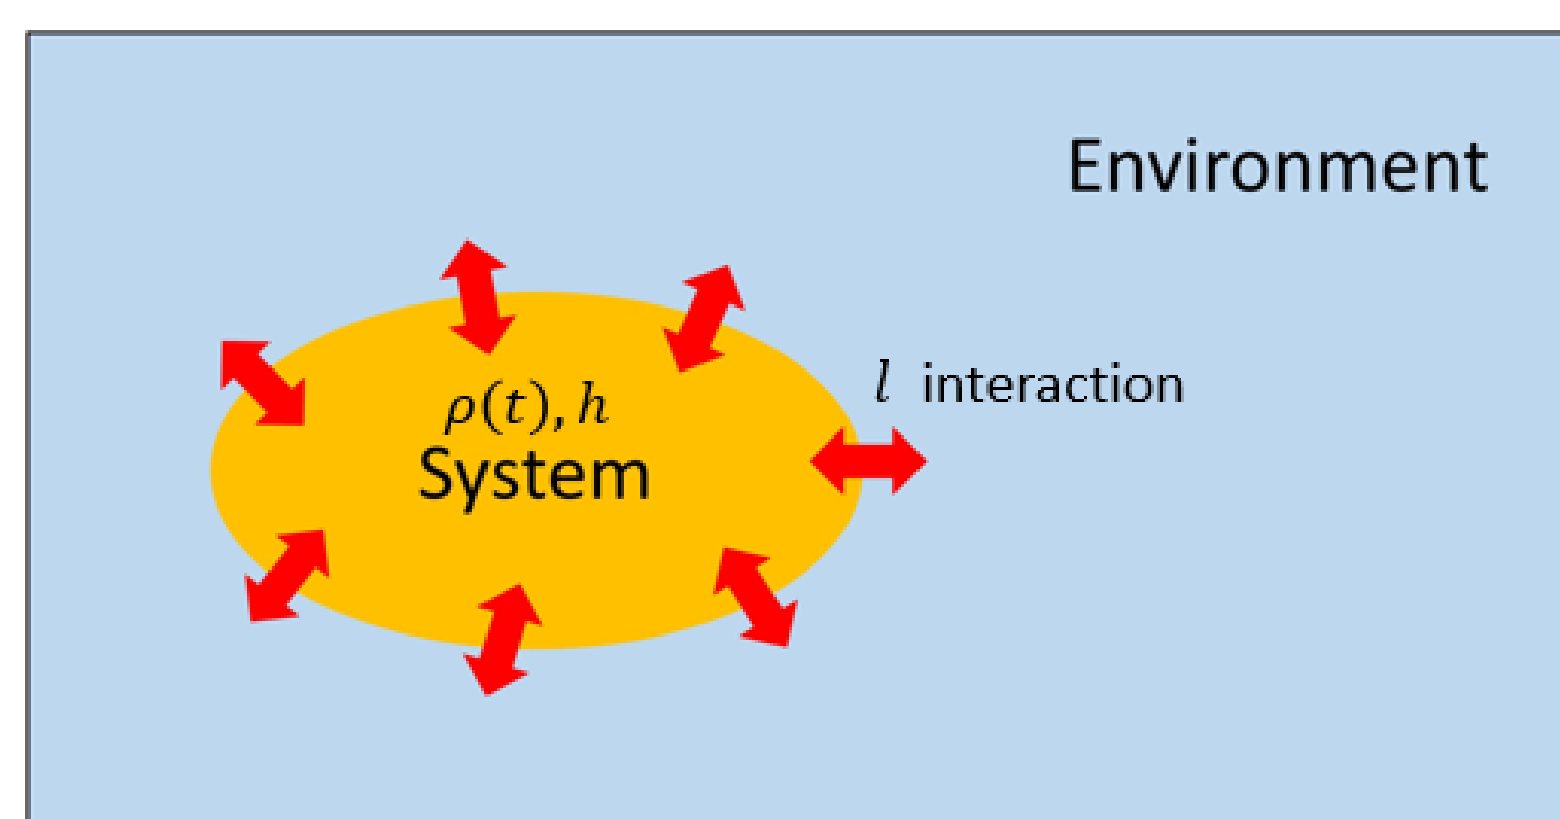 Environment
l interaction
ρ(t), h
System